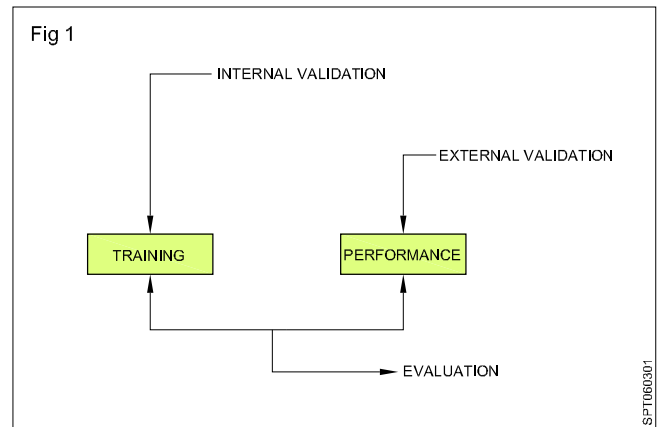 Fig 1
INTERNAL VALIDATION
EXTERNAL VALIDATION
TRAINING
PERFORMANCE
EVALUATION
SPT060301